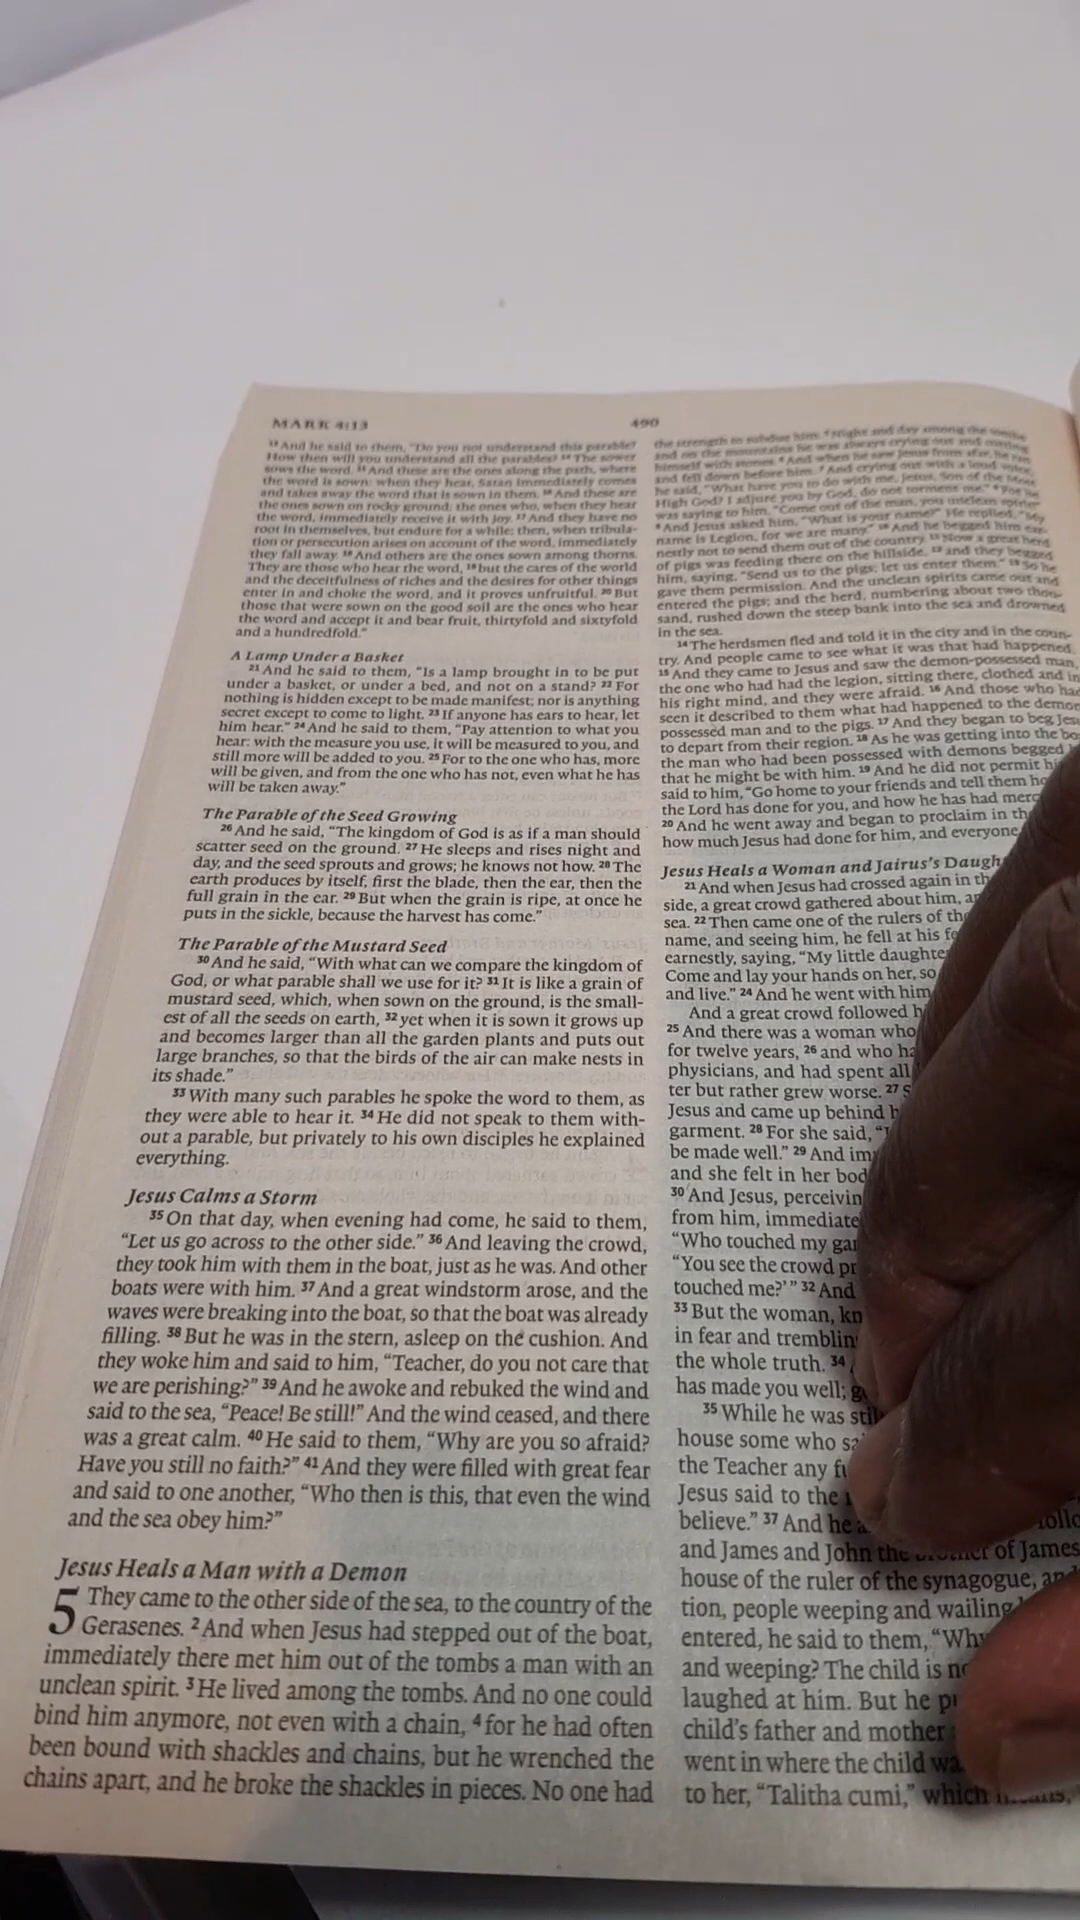 MARK 4:13
490
13 And he said to them, "Do you not understand this parable?
How then will you understand all the parables? 14 The sower
sows the word. 15 And these are the ones along the path, where
the word is sown: when they hear, Satan immediately comes
and takes away the word that is sown in them. 16 And these are
the ones sown on rocky ground: the ones who, when they hear
the word, immediately receive it with joy. 17 And they have no
root in themselves, but endure for a while; then, when tribula-
tion or persecution arises on account of the word, immediately
they fall away. 18 And others are the ones sown among thorns.
They are those who hear the word, 19 but the cares of the world
and the deceitfulness of riches and the desires for other things
enter in and choke the word, and it proves unfruitful. 20 But
those that were sown on the good soil are the ones who hear
the word and accept it and bear fruit, thirtyfold and sixtyfold
and a hundredfold."
A Lamp Under a Basket
21 And he said to them, "Is a lamp brought in to be put
under a basket, or under a bed, and not on a stand? 22 For
nothing is hidden except to be made manifest; nor is anything
secret except to come to light. 23 If anyone has ears to hear, let
him hear." 24 And he said to them, "Pay attention to what you
hear: with the measure you use, it will be measured to you, and
still more will be added to you. 25 For to the one who has, more
will be given, and from the one who has not, even what he has
will be taken away."
The Parable of the Seed Growing
26 And he said, "The kingdom of God is as if a man should
scatter seed on the ground. 27 He sleeps and rises night and
day, and the seed sprouts and grows; he knows not how. 28 The
earth produces by itself, first the blade, then the ear, then the
full grain in the ear. 29 But when the grain is ripe, at once he
puts in the sickle, because the harvest has come."
The Parable of the Mustard Seed
30 And he said, "With what can we compare the kingdom of
God, or what parable shall we use for it? 31 It is like a grain of
mustard seed, which, when sown on the ground, is the small-
est of all the seeds on earth, 32 yet when it is sown it grows up
and becomes larger than all the garden plants and puts out
large branches, so that the birds of the air can make nests in
its shade."
33 With many such parables he spoke the word to them, as
they were able to hear it. 34 He did not speak to them with-
out a parable, but privately to his own disciples he explained
everything.
Jesus Calms a Storm
35 On that day, when evening had come, he said to them,
"Let us go across to the other side." 36 And leaving the crowd,
they took him with them in the boat, just as he was. And other
boats were with him. 37 And a great windstorm arose, and the
waves were breaking into the boat, so that the boat was already
filling. 38 But he was in the stern, asleep on the cushion. And
they woke him and said to him, "Teacher, do you not care that
we are perishing?" 39 And he awoke and rebuked the wind and
said to the sea, "Peace! Be still!" And the wind ceased, and there
was a great calm. 40 He said to them, "Why are you so afraid?
Have you still no faith?" 41 And they were filled with great fear
and said to one another, "Who then is this, that even the wind
and the sea obey him?"
Jesus Heals a Man with a Demon
5 They came to the other side of the sea, to the country of the
Gerasenes. 2 And when Jesus had stepped out of the boat,
immediately there met him out of the tombs a man with an
unclean spirit. 3 He lived among the tombs. And no one could
bind him anymore, not even with a chain, 4 for he had often
been bound with shackles and chains, but he wrenched the
chains apart, and he broke the shackles in pieces. No one had
the strength to subdue him. 5 Night and day among the tombs
and on the mountains he was always crying out and cutting
himself with stones. 6 And when he saw Jesus from afar, he ran
and fell down before him. 7 And crying out with a loud voice,
he said, "What have you to do with me, Jesus, Son of the Most
High God? I adjure you by God, do not torment me." 8 For he
was saying to him, "Come out of the man, you unclean spirit!"
9 And Jesus asked him, "What is your name?" He replied, "My
name is Legion, for we are many." 10 And he begged him ear-
nestly not to send them out of the country. 11 Now a great herd
of pigs was feeding there on the hillside, 12 and they begged
him, saying, "Send us to the pigs; let us enter them." 13 So he
gave them permission. And the unclean spirits came out and
entered the pigs; and the herd, numbering about two thou-
sand, rushed down the steep bank into the sea and drowned
in the sea.
14 The herdsmen fled and told it in the city and in the coun-
try. And people came to see what it was that had happened.
15 And they came to Jesus and saw the demon-possessed man,
the one who had had the legion, sitting there, clothed and in
his right mind, and they were afraid. 16 And those who had
seen it described to them what had happened to the
possessed man and to the pigs. 17 And they began to beg
to depart from their region. 18 As he was getting into the
the man who had been possessed with demons begged
that he might be with him. 19 And he did not permit
said to him, "Go home to your friends and tell them
the Lord has done for you, and how he has had
20 And he went away and began to proclaim in
how much Jesus had done for him, and everyone
Jesus Heals a Woman and Jairus's
21 And when Jesus had crossed again in
side, a great crowd gathered about him,
sea. 22 Then came one of the rulers of
name, and seeing him, he fell at his
earnestly, saying, "My little
Come and lay your hands on her, so
and live." 24 And he went with him.
And a great crowd followed
25 And there was a woman who
for twelve years, 26 and who
physicians, and had spent all
ter but rather grew worse. 27
Jesus and came up behind
garment. 28 For she said,
be made well." 29 And
and she felt in her
30 And Jesus,
from him,
"Who touched my
"You see the crowd
touched me?'" 32 And
33 But the woman,
in fear and
the whole truth. 34
has made you well;
35 While he was
house some who
the Teacher any
Jesus said to the
believe." 37 And he
and James and John the brother of James
house of the ruler of the synagogue,
tion, people weeping and wailing
entered, he said to them,
and weeping? The child is
laughed at him. But he
child's father and mother
went in where the child
to her, "Talitha cumi," which means,